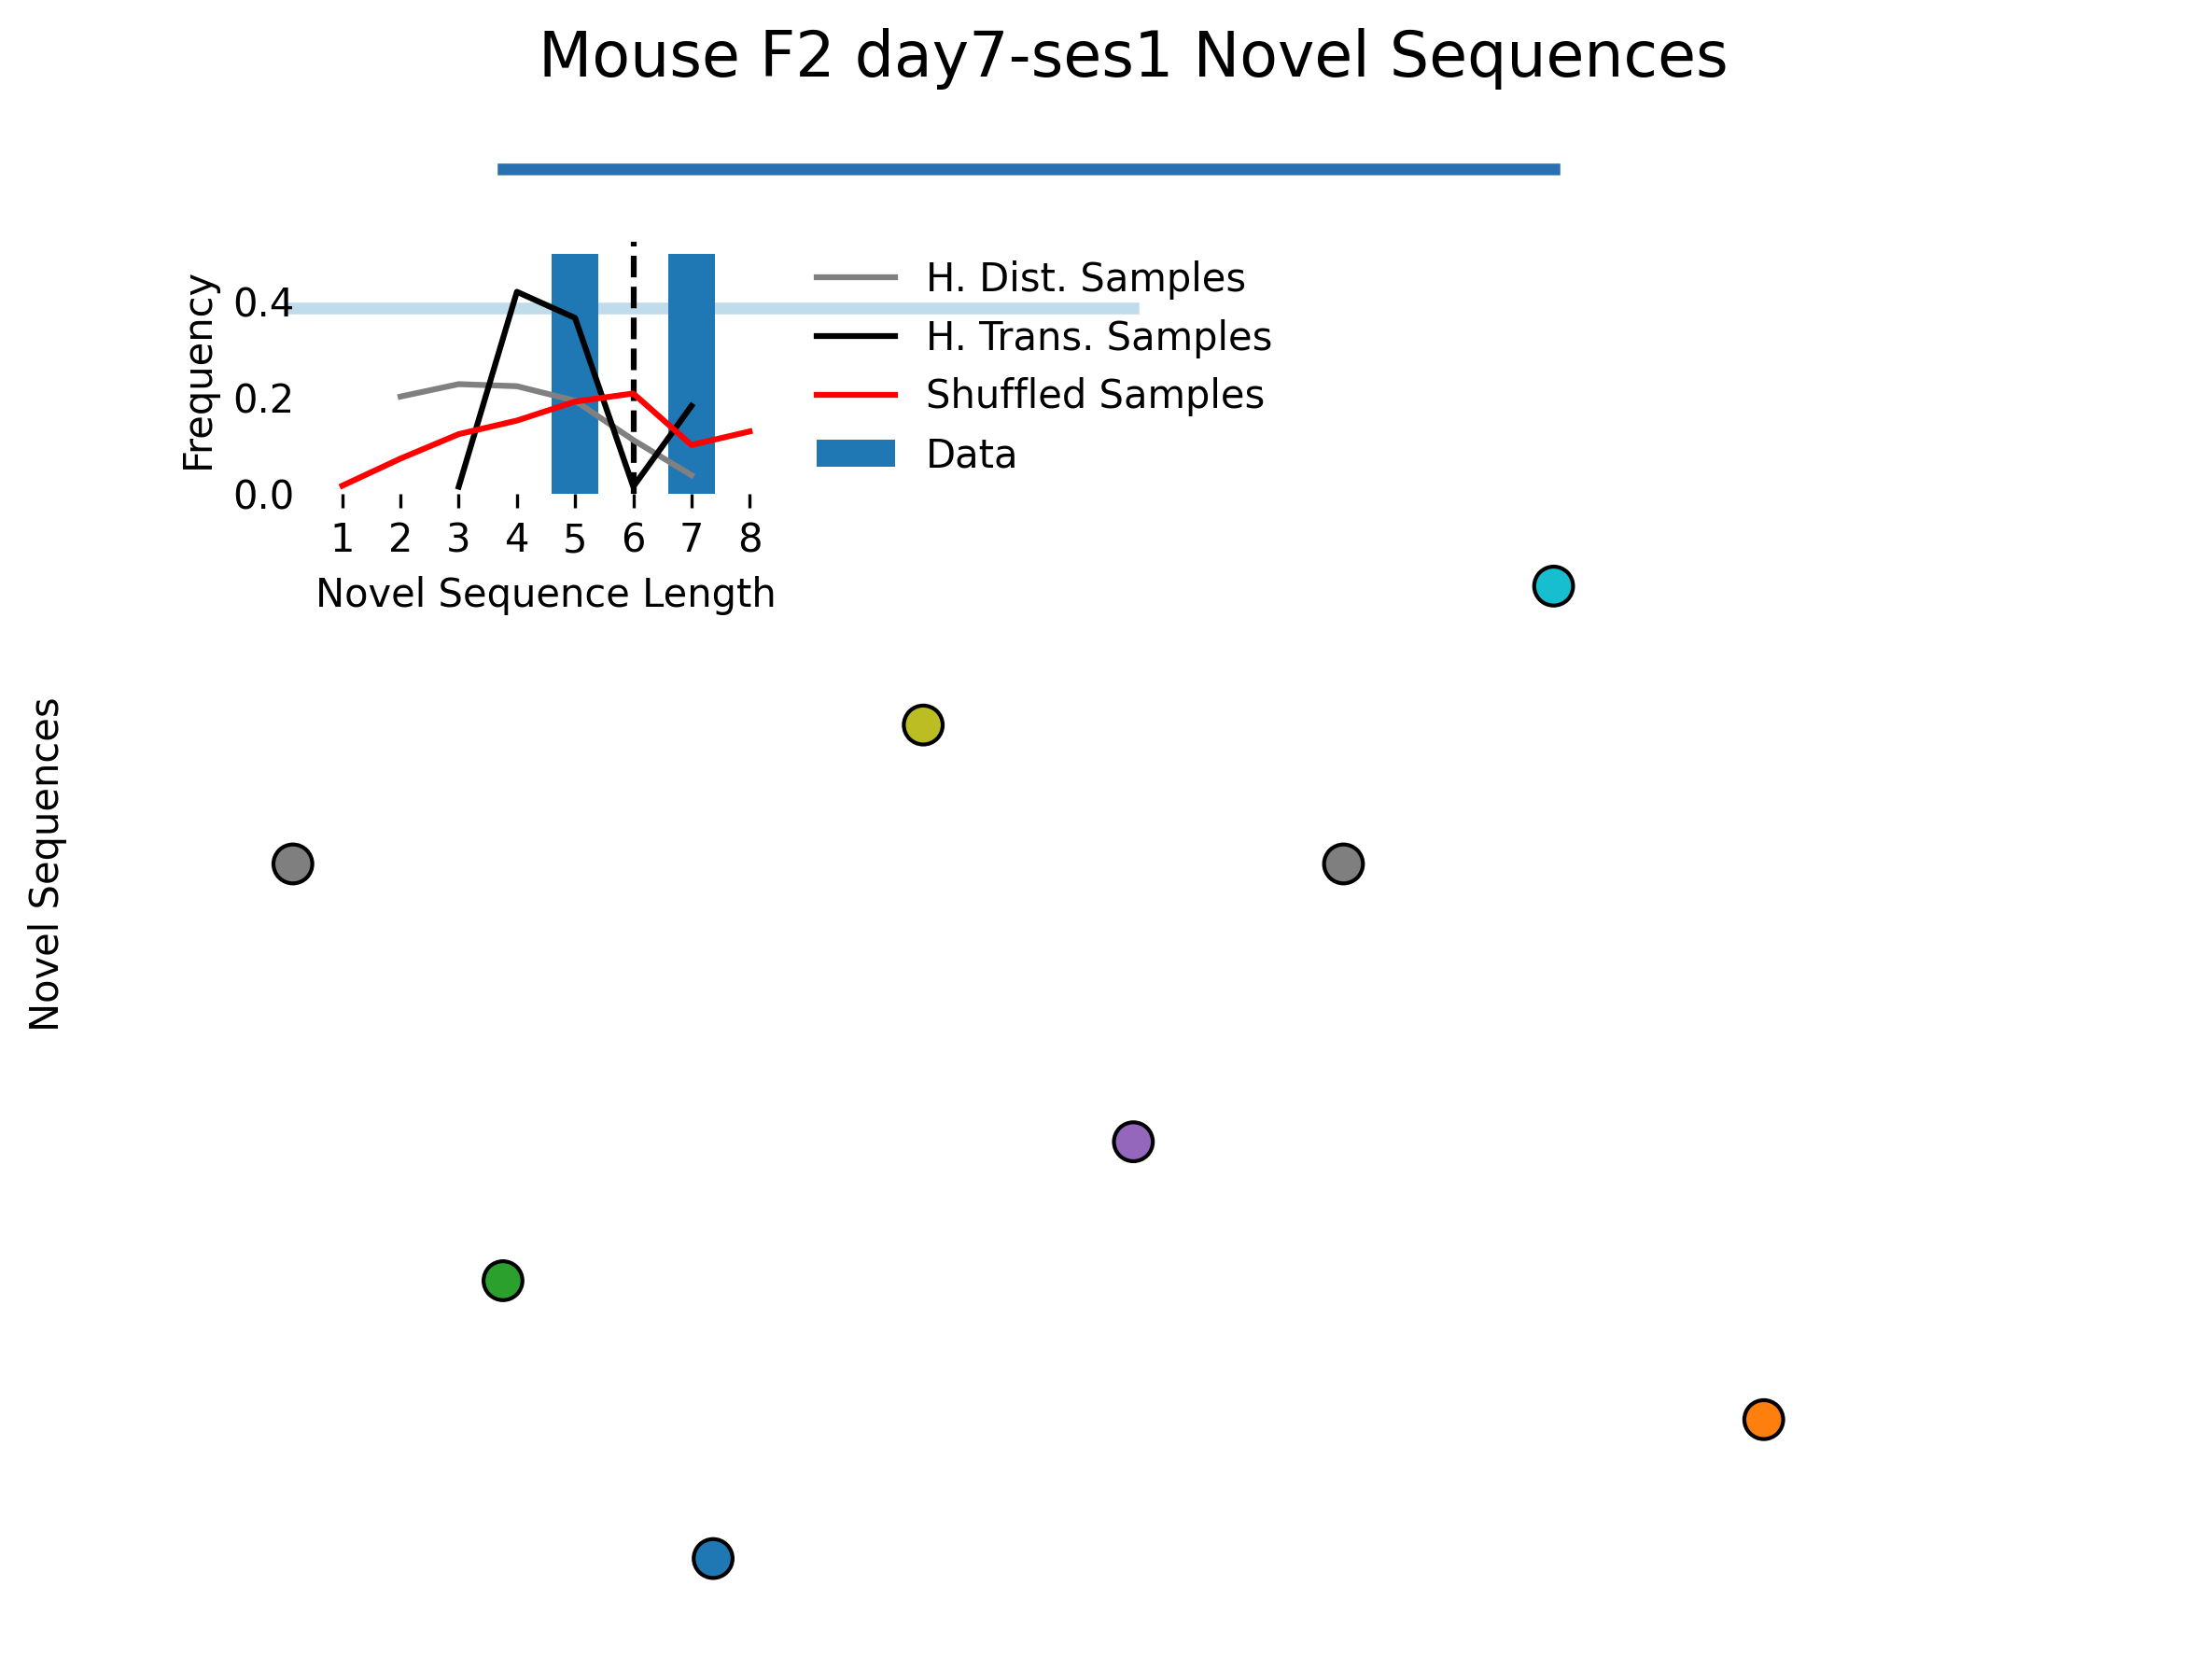 Mouse F2 day7-ses1 Novel Sequences
Frequency
0.4
0.2
0.0
1 2 3 4 5 6 7 8
Novel Sequence Length
H. Dist. Samples
H. Trans. Samples
Shuffled Samples
Data
Novel Sequences